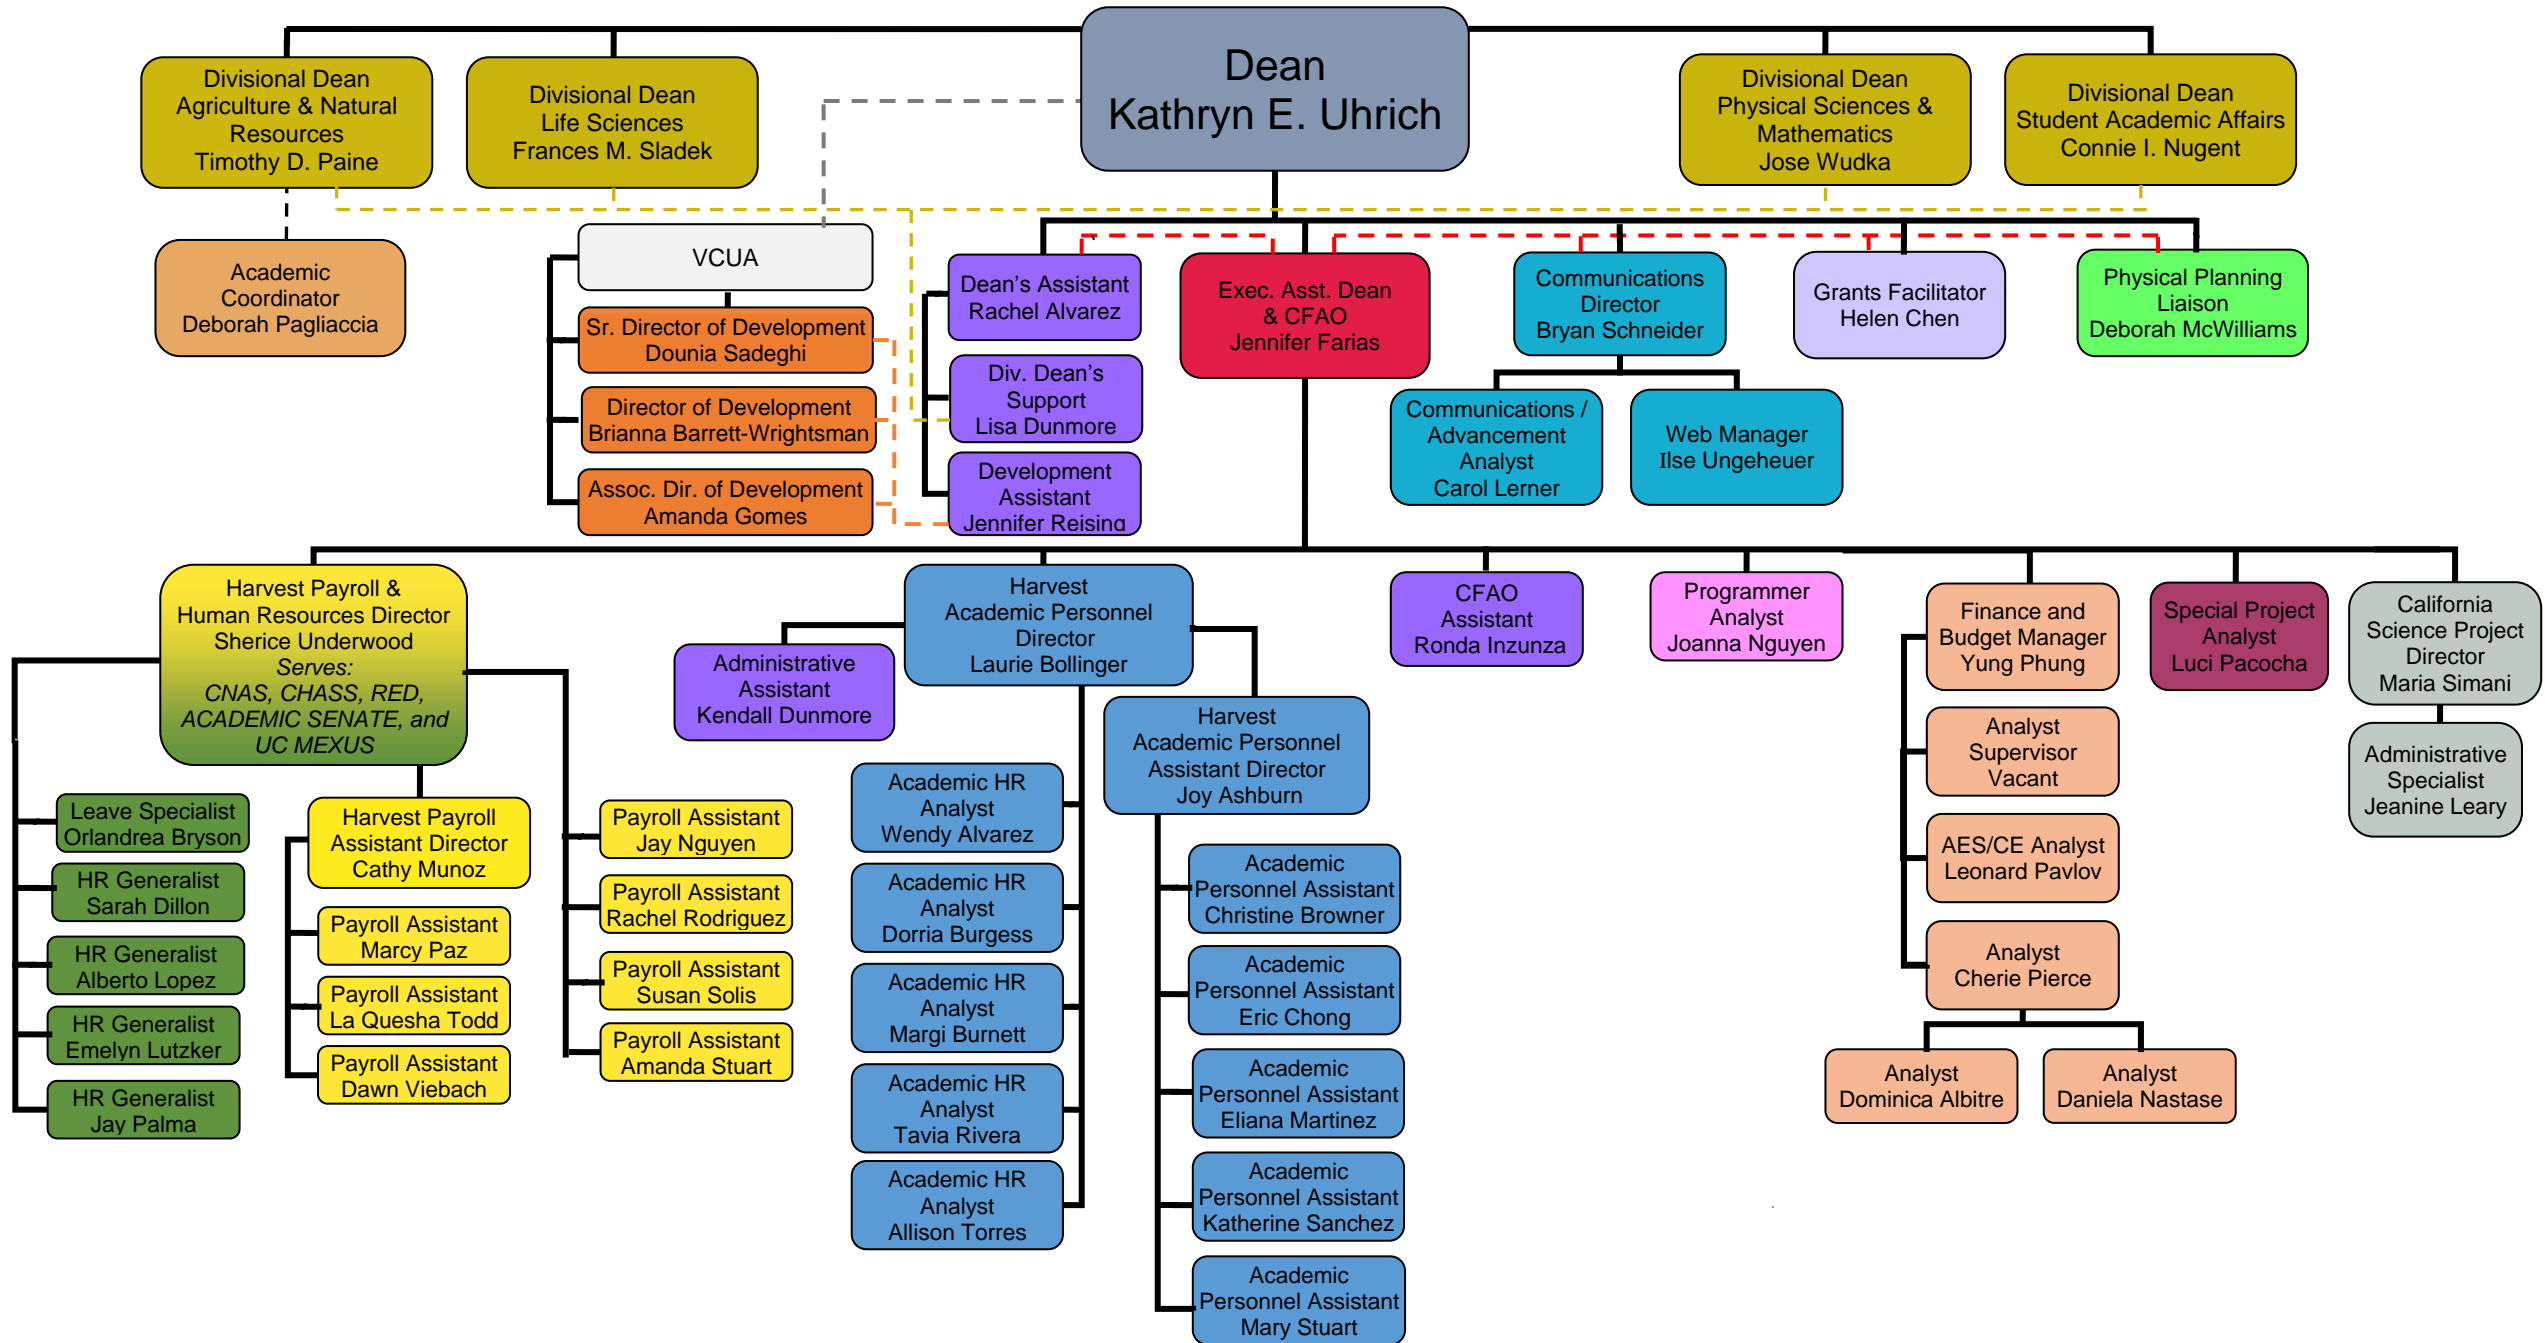 Dean
Kathryn E. Uhrich
Divisional Dean
Agriculture & Natural
Resources
Timothy D. Paine
Divisional Dean
Life Sciences
Frances M. Sladek
Divisional Dean
Physical Sciences &
Mathematics
Jose Wudka
Divisional Dean
Student Academic Affairs
Connie I. Nugent
Academic
Coordinator
Deborah Pagliaccia
VCUA
Sr. Director of Development
Dounia Sadeghi
Director of Development
Brianna Barrett-Wrightsman
Assoc. Dir. of Development
Amanda Gomes
Dean's Assistant
Rachel Alvarez
Div. Dean's
Support
Lisa Dunmore
Development
Assistant
Jennifer Reising
Exec. Asst. Dean
& CFAO
Jennifer Farias
Communications
Director
Bryan Schneider
Communications /
Advancement
Analyst
Carol Lerner
Web Manager
Ilse Ungeheuer
Grants Facilitator
Helen Chen
Physical Planning
Liaison
Deborah McWilliams
Harvest Payroll &
Human Resources Director
Sherice Underwood
Serves:
CNAS, CHASS, RED,
ACADEMIC SENATE, and
UC MEXUS
Leave Specialist
Orlandrea Bryson
HR Generalist
Sarah Dillon
HR Generalist
Alberto Lopez
HR Generalist
Emelyn Lutzker
HR Generalist
Jay Palma
Harvest Payroll
Assistant Director
Cathy Munoz
Payroll Assistant
Marcy Paz
Payroll Assistant
La Quesha Todd
Payroll Assistant
Dawn Viebach
Payroll Assistant
Jay Nguyen
Payroll Assistant
Rachel Rodriguez
Payroll Assistant
Susan Solis
Payroll Assistant
Amanda Stuart
Harvest
Academic Personnel
Director
Laurie Bollinger
Administrative
Assistant
Kendall Dunmore
Academic HR
Analyst
Wendy Alvarez
Academic HR
Analyst
Dorria Burgess
Academic HR
Analyst
Margi Burnett
Academic HR
Analyst
Tavia Rivera
Academic HR
Analyst
Allison Torres
Harvest
Academic Personnel
Assistant Director
Joy Ashburn
Academic
Personnel Assistant
Christine Browner
Academic
Personnel Assistant
Eric Chong
Academic
Personnel Assistant
Eliana Martinez
Academic
Personnel Assistant
Katherine Sanchez
Academic
Personnel Assistant
Mary Stuart
CFAO
Assistant
Ronda Inzunza
Programmer
Analyst
Joanna Nguyen
Finance and
Budget Manager
Yung Phung
Analyst
Supervisor
Vacant
AES/CE Analyst
Leonard Pavlov
Analyst
Cherie Pierce
Analyst
Dominica Albitre
Analyst
Daniela Nastase
Special Project
Analyst
Luci Pacocha
California
Science Project
Director
Maria Simani
Administrative
Specialist
Jeanine Leary